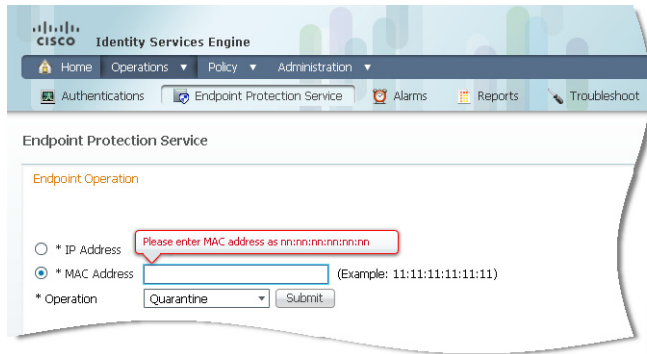 CISCO Identity Services Engine
Home Operations Policy Administration
Authentications Endpoint Protection Service Alarms Reports Troubleshoot
Endpoint Protection Service
Endpoint Operation
Please enter MAC address as nn:nn:nn:nn:nn:nn
* IP Address
* MAC Address (Example: 11:11:11:11:11:11)
* Operation Quarantine Submit